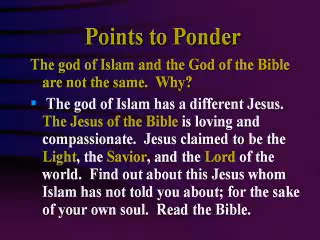 Points to Ponder
The god of Islam and the God of the Bible
are not the same.  Why?
The god of Islam has a different Jesus.
The Jesus of the Bible is loving and
compassionate.  Jesus claimed to be the
Light, the Savior, and the Lord of the
world.  Find out about this Jesus whom
Islam has not told you about; for the sake
of your own soul.  Read the Bible.